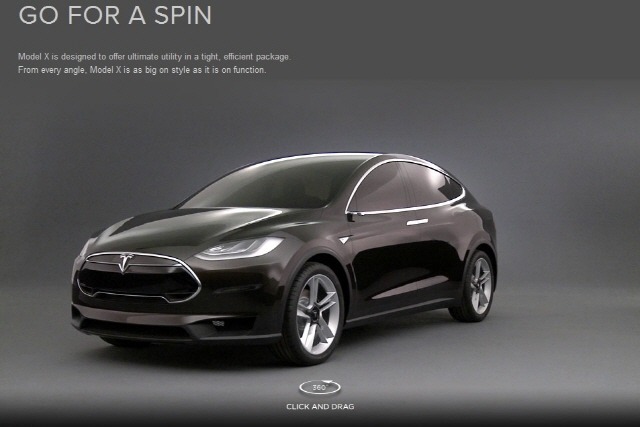 GO FOR A SPIN
Model X is designed to offer ultimate utility in a tight, efficient package.
From every angle, Model X is as big on style as it is on function.
360°
CLICK AND DRAG